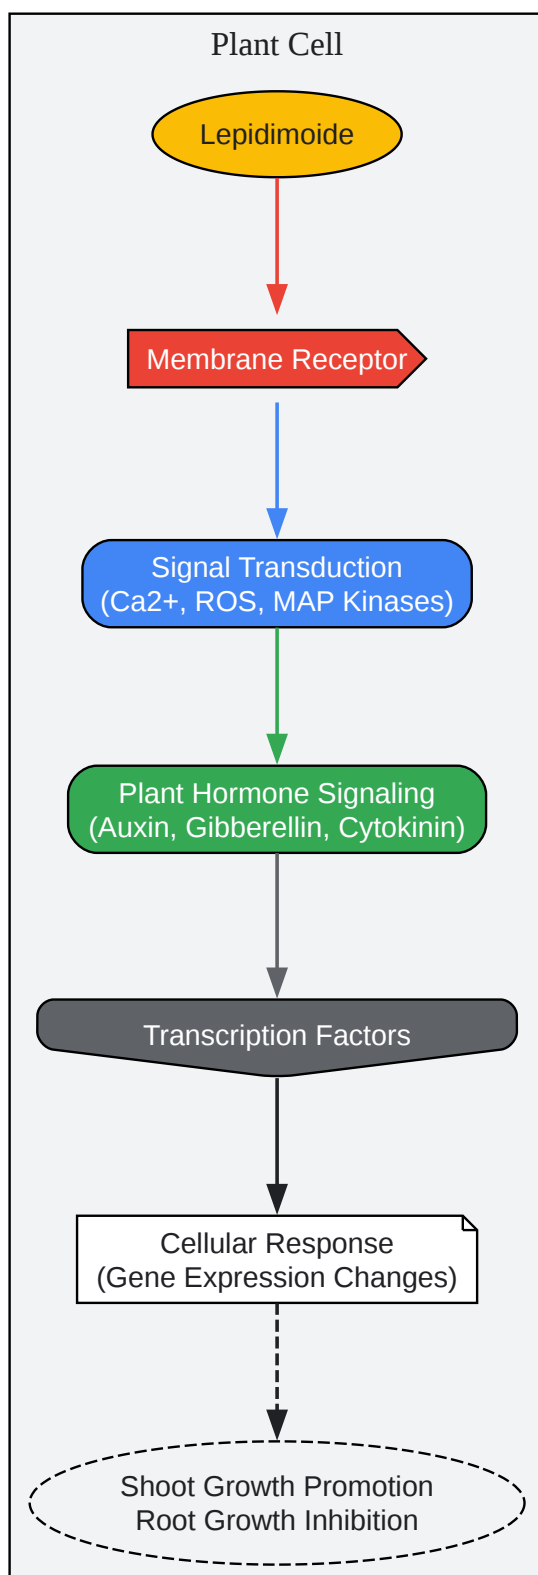 Plant Cell
Lepidimoide
Membrane Receptor
Signal Transduction
(Ca2+, ROS, MAP Kinases)
Plant Hormone Signaling
(Auxin, Gibberellin, Cytokinin)
Transcription Factors
Cellular Response
(Gene Expression Changes)
Shoot Growth Promotion
Root Growth Inhibition